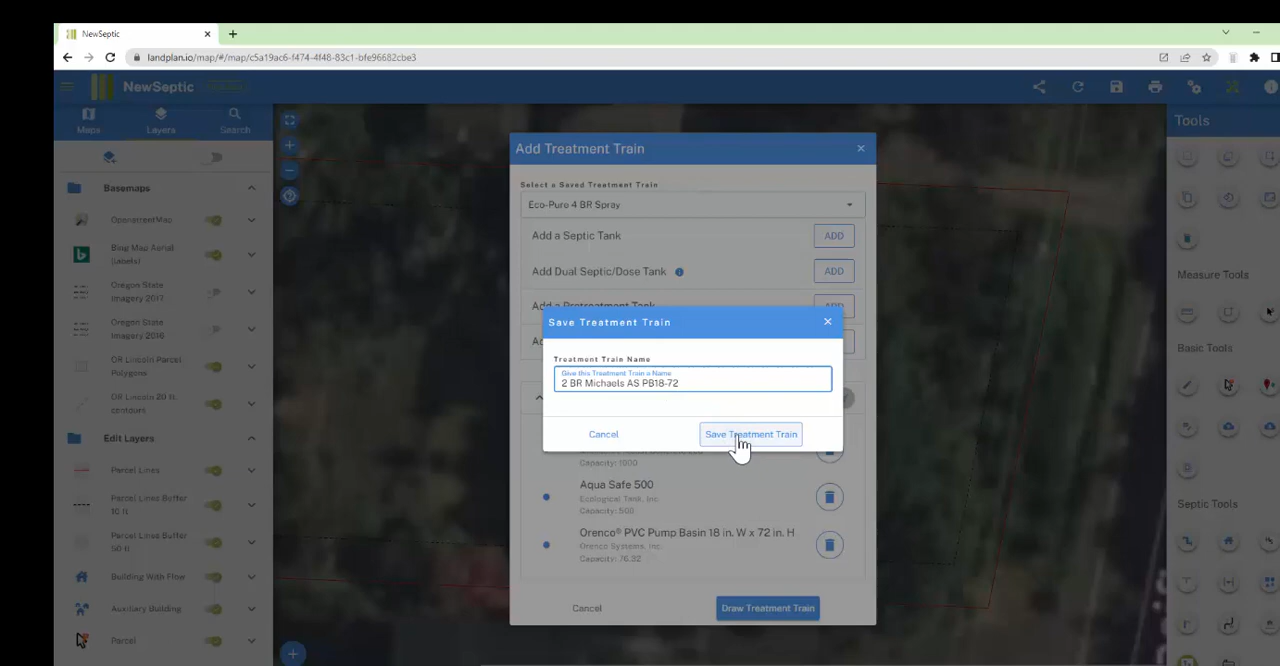 NewSeptic
landplan.io/map/#/map/c5a19ac6-f474-4f48-83c1-bfe96682cbe3
NewSeptic
Maps
Layers
Search
Basemaps
OpenstreetMap
Bing Map Aerial
(Labels)
Oregon State
Imagery 2017
Oregon State
Imagery 2016
OR Lincoln Parcel
Polygons
OR Lincoln 20 ft.
contours
Edit Layers
Parcel Lines
Parcel Lines Buffer
10 ft
Parcel Lines Buffer
50 ft
Building With Flow
Auxiliary Building
Parcel
Add Treatment Train
Select a Saved Treatment Train
Eco-Puro 4 BR Spray
Add a Septic Tank
ADD
Add Dual Septic/Dose Tank
ADD
Add a Pretreatment Tank
ADD
Save Treatment Train
Treatment Train Name
Give this Treatment Train a Name
2 BR Michaels AS PB18-72
Cancel
Save Treatment Train
Capacity: 1000
Aqua Safe 500
Ecological Tank, Inc.
Capacity: 500
Orenco® PVC Pump Basin 18 in. W x 72 in. H
Orenco Systems, Inc.
Capacity: 76.92
Cancel
Draw Treatment Train
Tools
Measure Tools
Basic Tools
Septic Tools